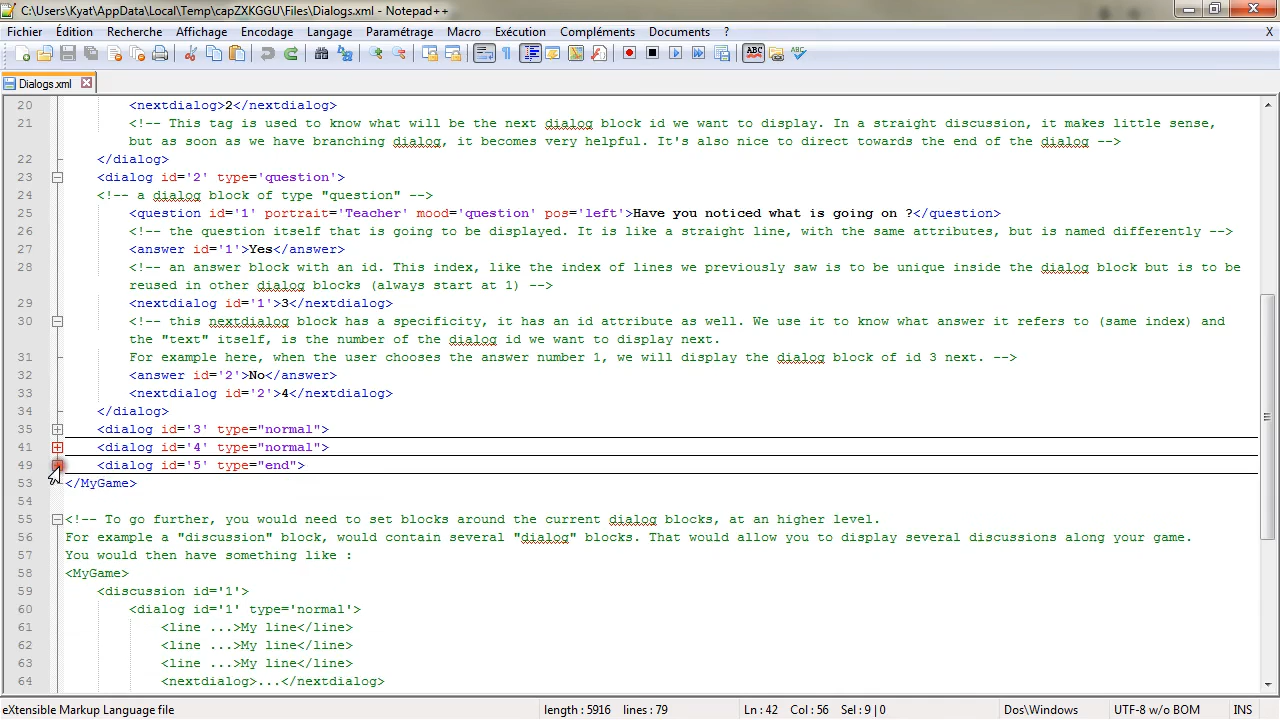 C:\Users\Kyat\AppData\Local\Temp\capZXKGGU\Files\Dialogs.xml - Notepad++
Fichier Édition Recherche Affichage Encodage Langage Paramétrage Macro Exécution Compléments Documents ? X
Dialogs.xml
20 <nextdialog>2</nextdialog>
21 <!-- This tag is used to know what will be the next dialog block id we want to display. In a straight discussion, it makes little sense,
but as soon as we have branching dialog, it becomes very helpful. It's also nice to direct towards the end of the dialog -->
22 </dialog>
23 <dialog id='2' type='question'>
24 <!-- a dialog block of type "question" -->
25 <question id='1' portrait='Teacher' mood='question' pos='left'>Have you noticed what is going on ?</question>
26 <!-- the question itself that is going to be displayed. It is like a straight line, with the same attributes, but is named differently -->
27 <answer id='1'>Yes</answer>
28 <!-- an answer block with an id. This index, like the index of lines we previously saw is to be unique inside the dialog block but is to be
reused in other dialog blocks (always start at 1) -->
29 <nextdialog id='1'>3</nextdialog>
30 <!-- this nextdialog block has a specificity, it has an id attribute as well. We use it to know what answer it refers to (same index) and
the "text" itself, is the number of the dialog id we want to display next.
31 For example here, when the user chooses the answer number 1, we will display the dialog block of id 3 next. -->
32 <answer id='2'>No</answer>
33 <nextdialog id='2'>4</nextdialog>
34 </dialog>
35 <dialog id='3' type="normal">
41 <dialog id='4' type="normal">
49 <dialog id='5' type="end">
53 </MyGame>
54
55 <!-- To go further, you would need to set blocks around the current dialog blocks, at an higher level.
56 For example a "discussion" block, would contain several "dialog" blocks. That would allow you to display several discussions along your game.
57 You would then have something like :
58 <MyGame>
59 <discussion id='1'>
60 <dialog id='1' type='normal'>
61 <line ...>My line</line>
62 <line ...>My line</line>
63 <line ...>My line</line>
64 <nextdialog>...</nextdialog>
eXtensible Markup Language file length : 5916 lines : 79 Ln : 42 Col : 56 Sel : 9 | 0 Dos\Windows UTF-8 w/o BOM INS